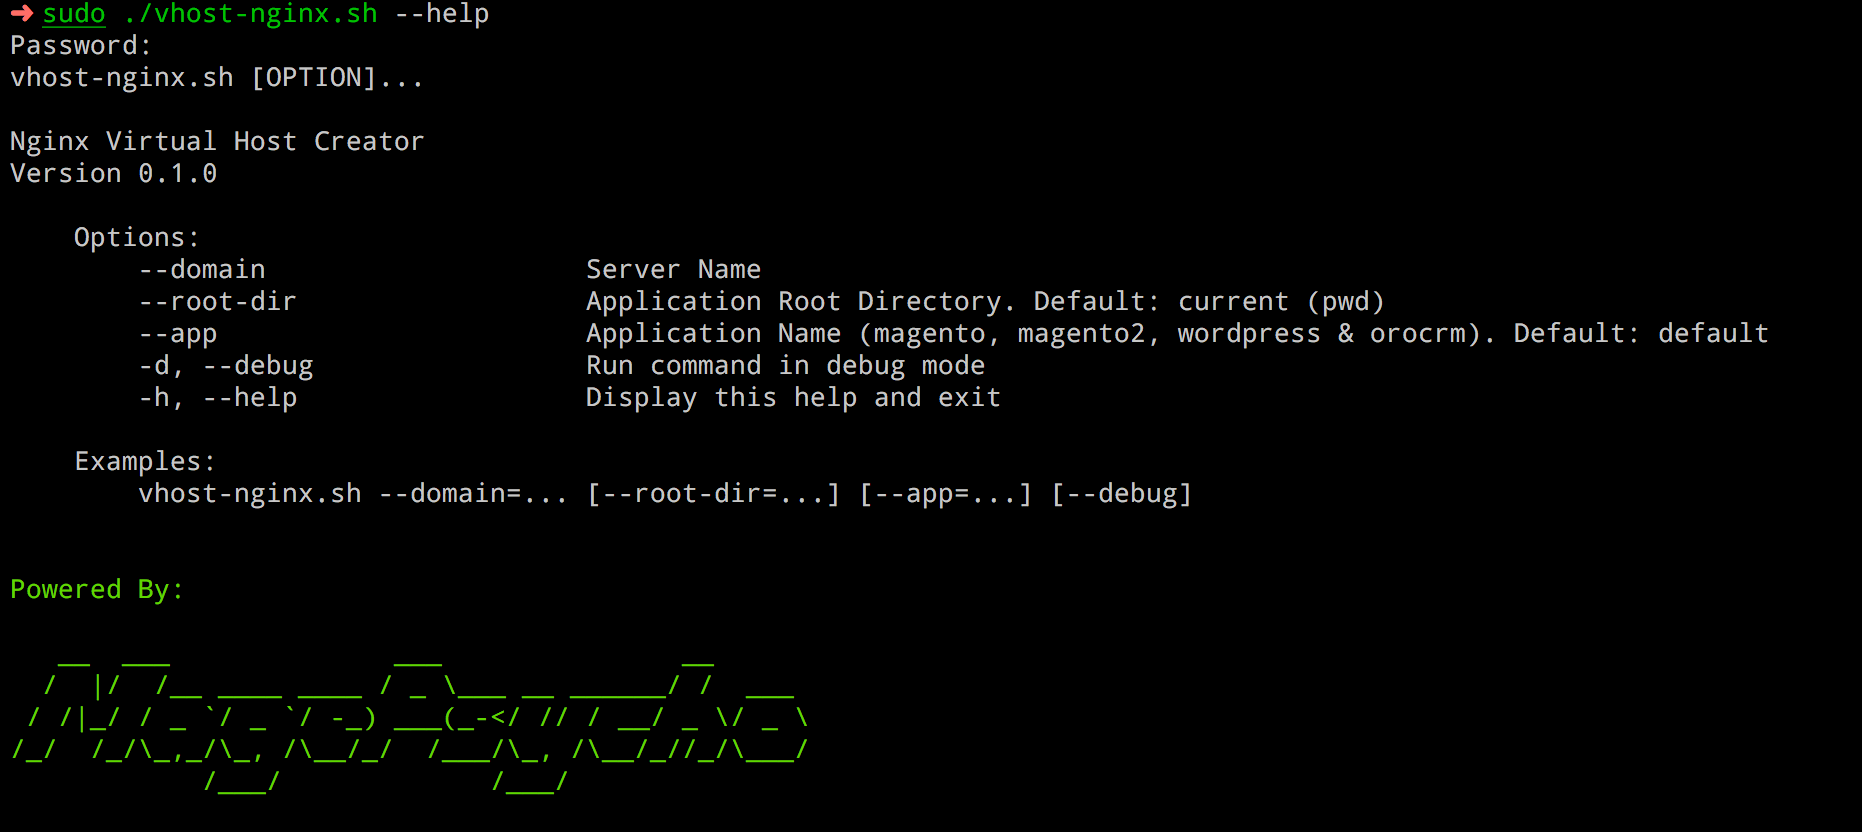 ➜ sudo ./vhost-nginx.sh --help
Password:
vhost-nginx.sh [OPTION]...
Nginx Virtual Host Creator
Version 0.1.0
Options:
--domain Server Name
--root-dir Application Root Directory. Default: current (pwd)
--app Application Name (magento, magento2, wordpress & orocrm). Default: default
-d, --debug Run command in debug mode
-h, --help Display this help and exit
Examples:
vhost-nginx.sh --domain=... [--root-dir=...] [--app=...] [--debug]
Powered By:
MagePsycho